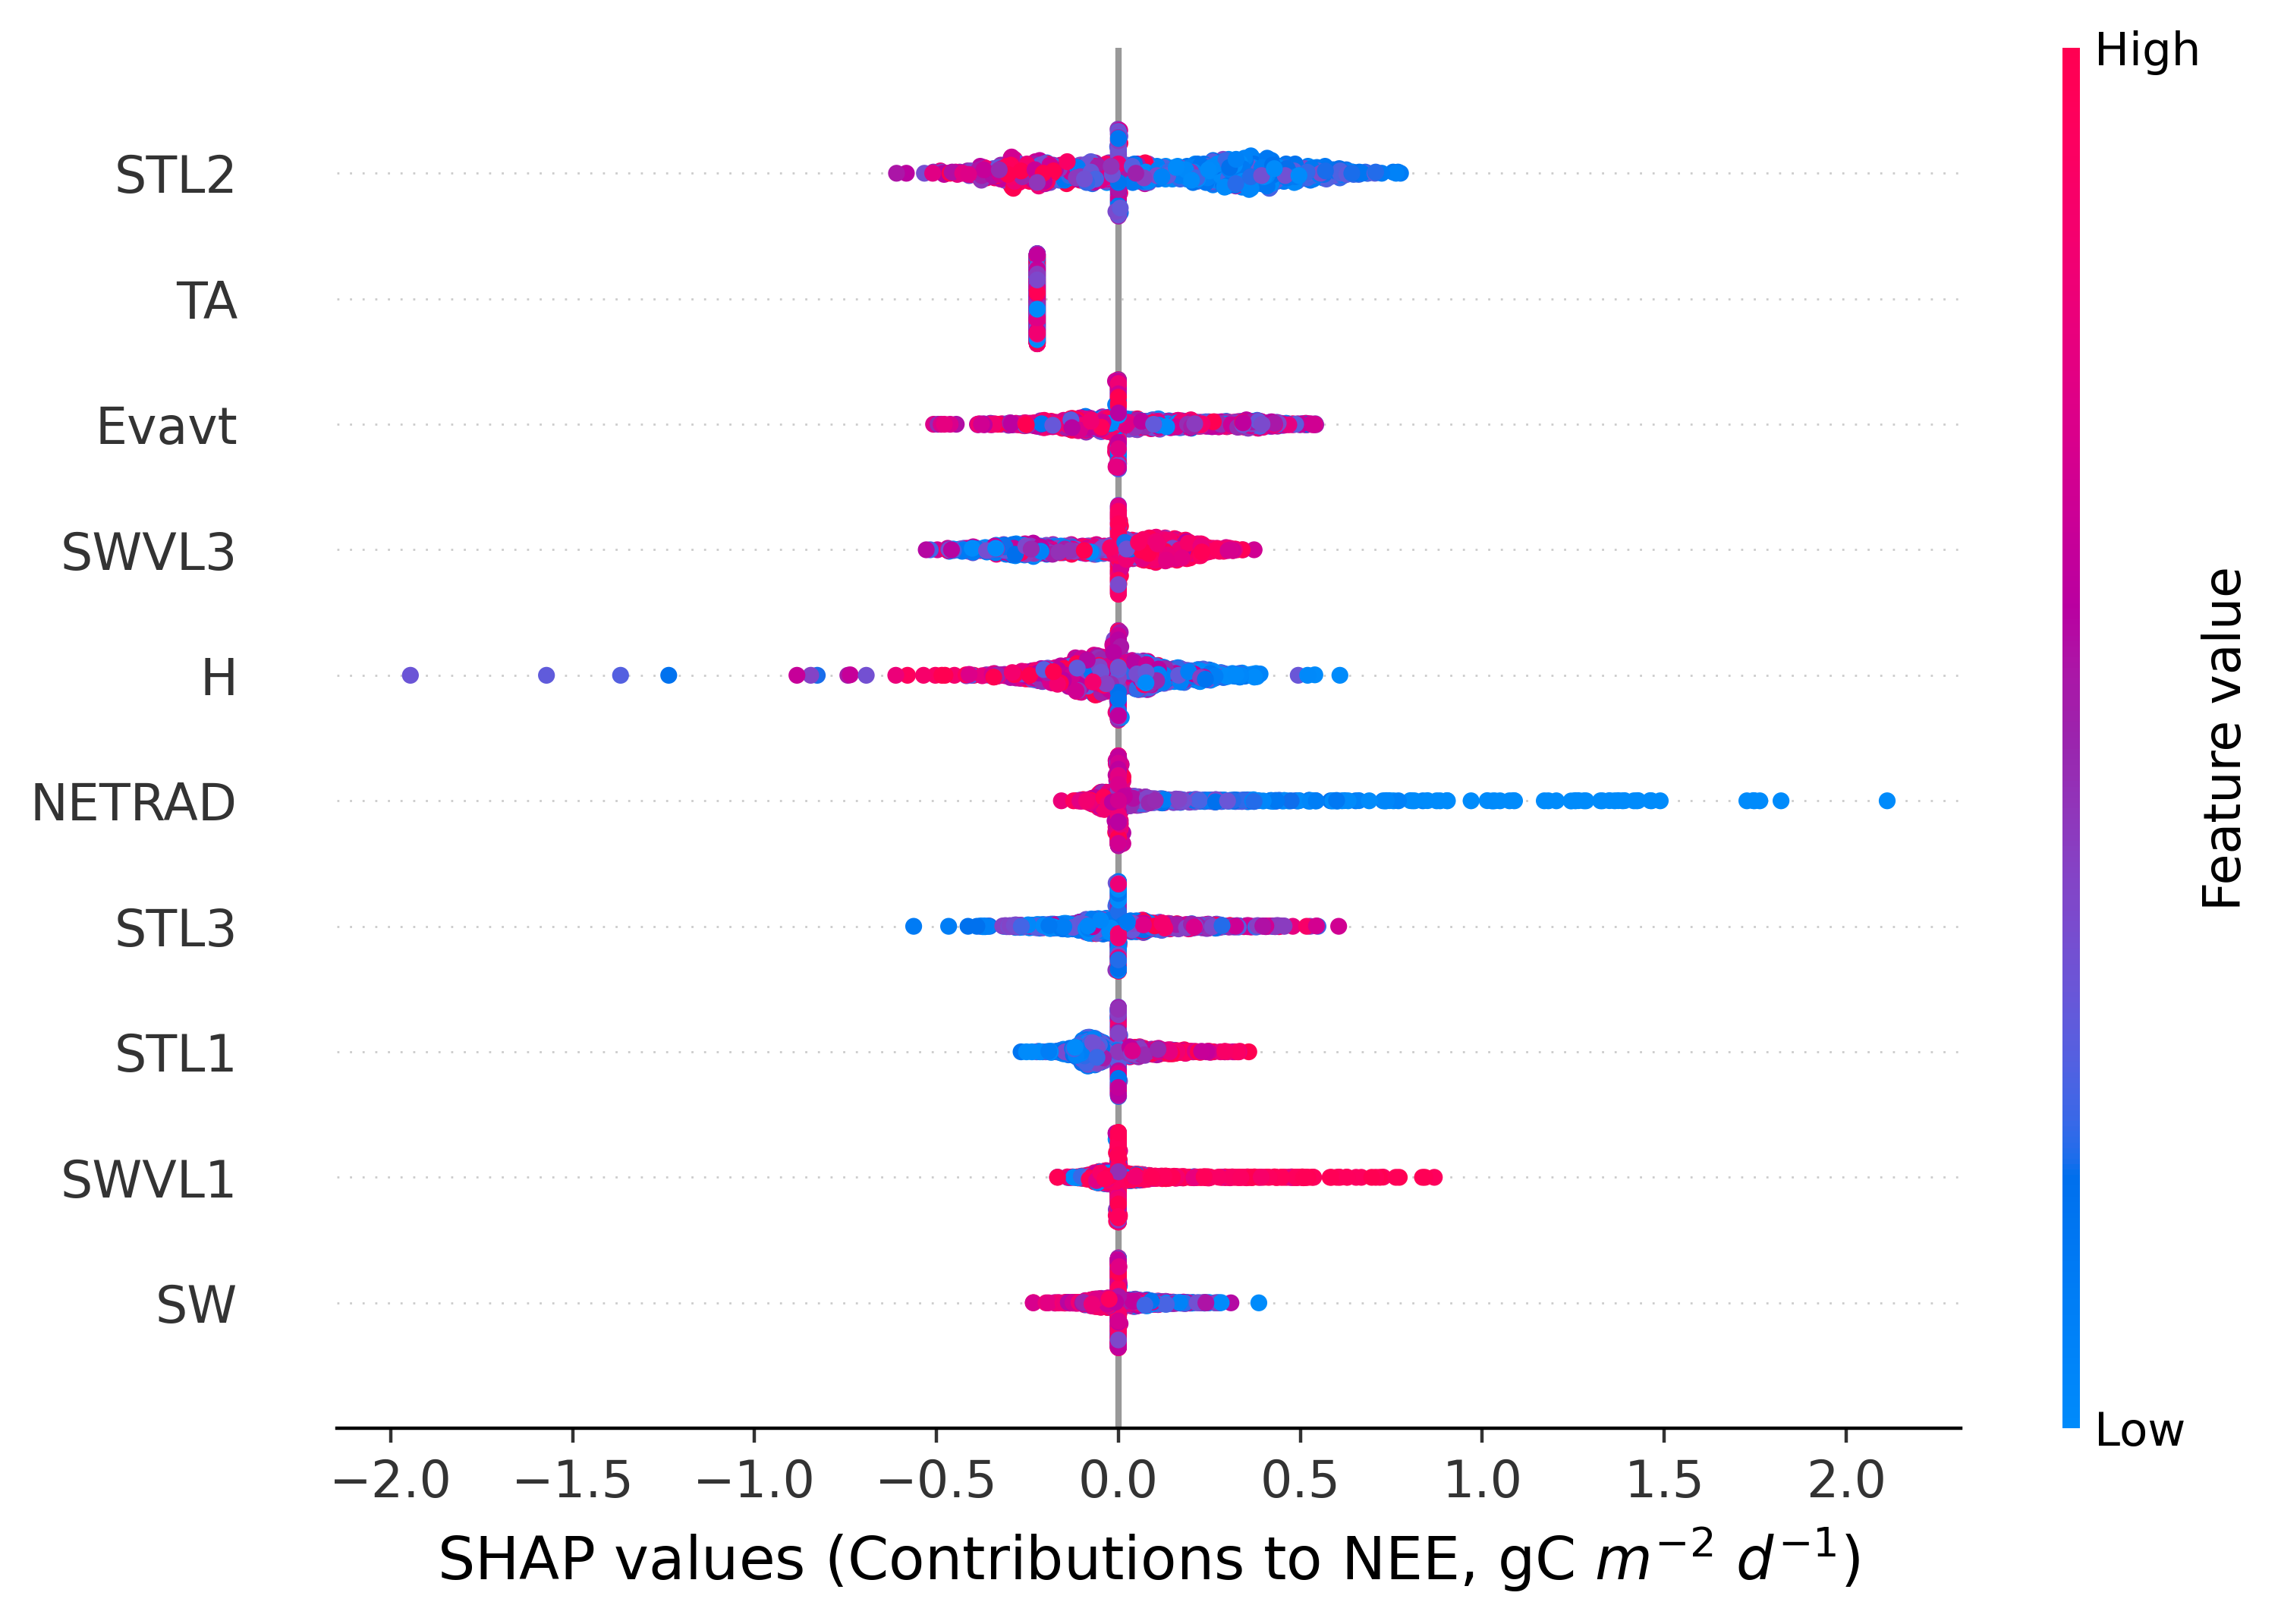 High
STL2
TA
Evavt
SWVL3
H
NETRAD
STL3
STL1
SWVL1
SW
Feature value
Low
−2.0 −1.5 −1.0 −0.5 0.0 0.5 1.0 1.5 2.0
SHAP values (Contributions to NEE, gC m⁻² d⁻¹)